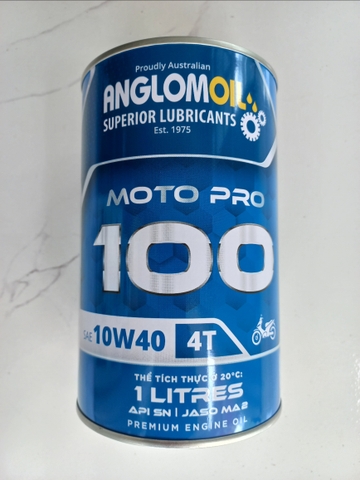 Proudly Australian
ANGLOMOIL
SUPERIOR LUBRICANTS
Est. 1975
MOTO PRO
100
SAE 10W40 4T
THỂ TÍCH THỰC Ở 20°C:
1 LITRES
API SN | JASO MA2
PREMIUM ENGINE OIL